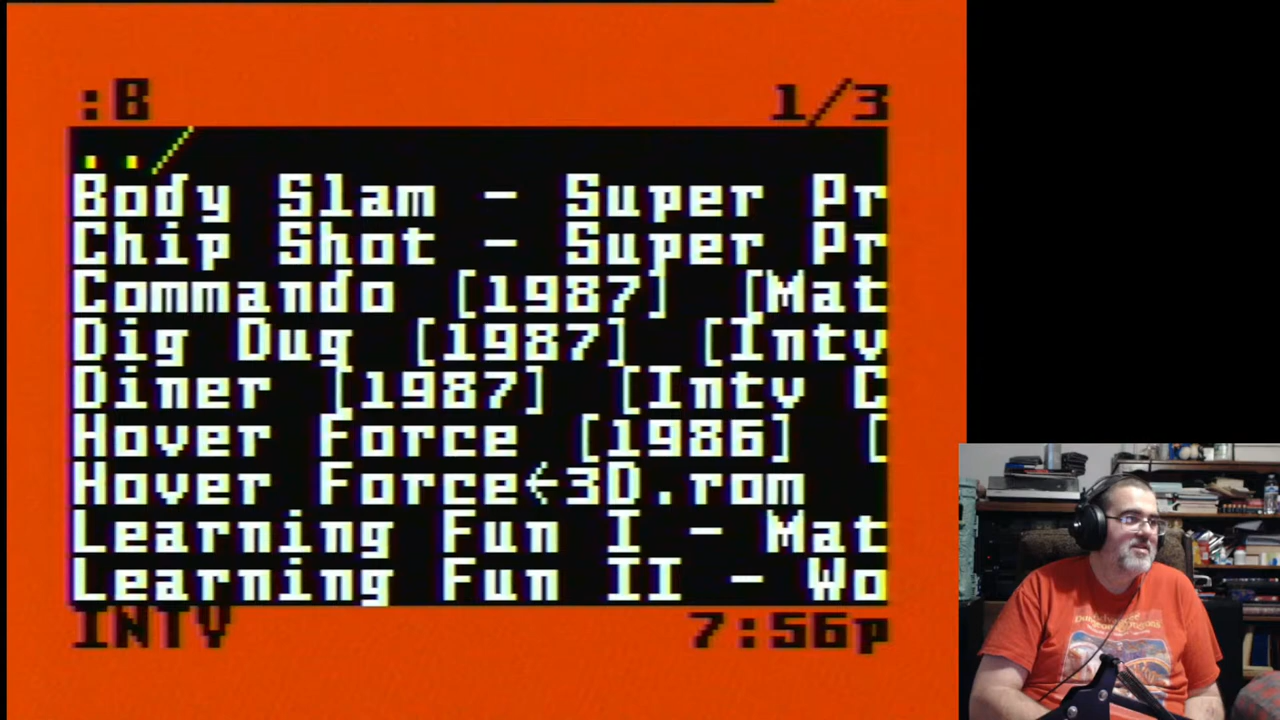 :B
1/3
../
Body Slam - Super Pr
Chip Shot - Super Pr
Commando [1987] [Mat
Dig Dug [1987] [Intv
Diner [1987] [Intv C
Hover Force [1986] [
Hover Force←3D.rom
Learning Fun I - Mat
Learning Fun II - Wo
INTV
7:56p